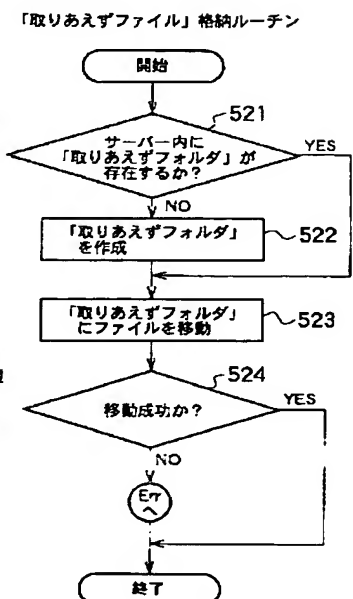 「取りあえずファイル」格納ルーチン
開始
521
サーバー内に
「取りあえずフォルダ」が
存在するか?
YES
NO
「取りあえずフォルダ」
を作成
522
「取りあえずフォルダ」
にファイルを移動
523
524
移動成功か?
YES
NO
Err
へ
終了